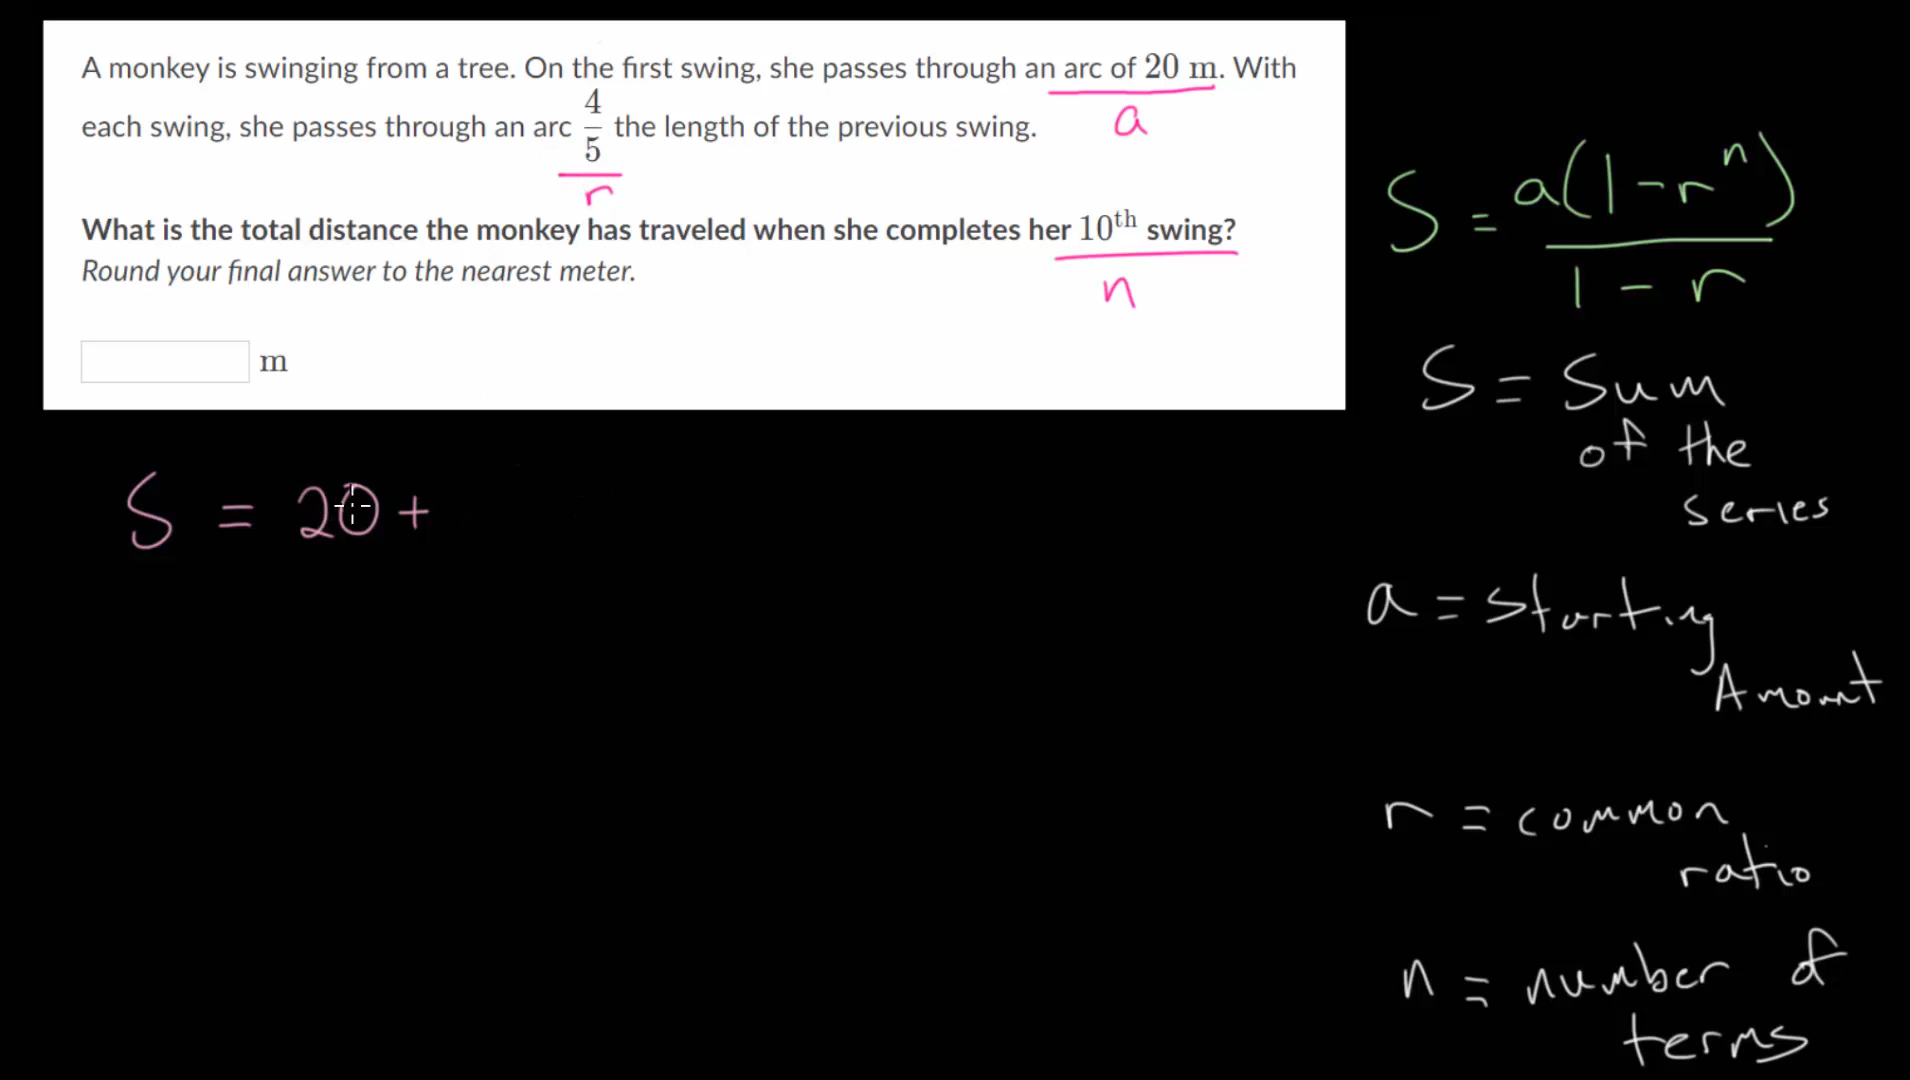 A monkey is swinging from a tree. On the first swing, she passes through an arc of 20 m. With
each swing, she passes through an arc 4/5 the length of the previous swing.
a
r
What is the total distance the monkey has traveled when she completes her 10th swing?
Round your final answer to the nearest meter.
n
m
S = 20 +
S = a(1-r^n)/1-r
S = Sum
of the
series
a = starting
Amount
r = common
ratio
n = number of
terms